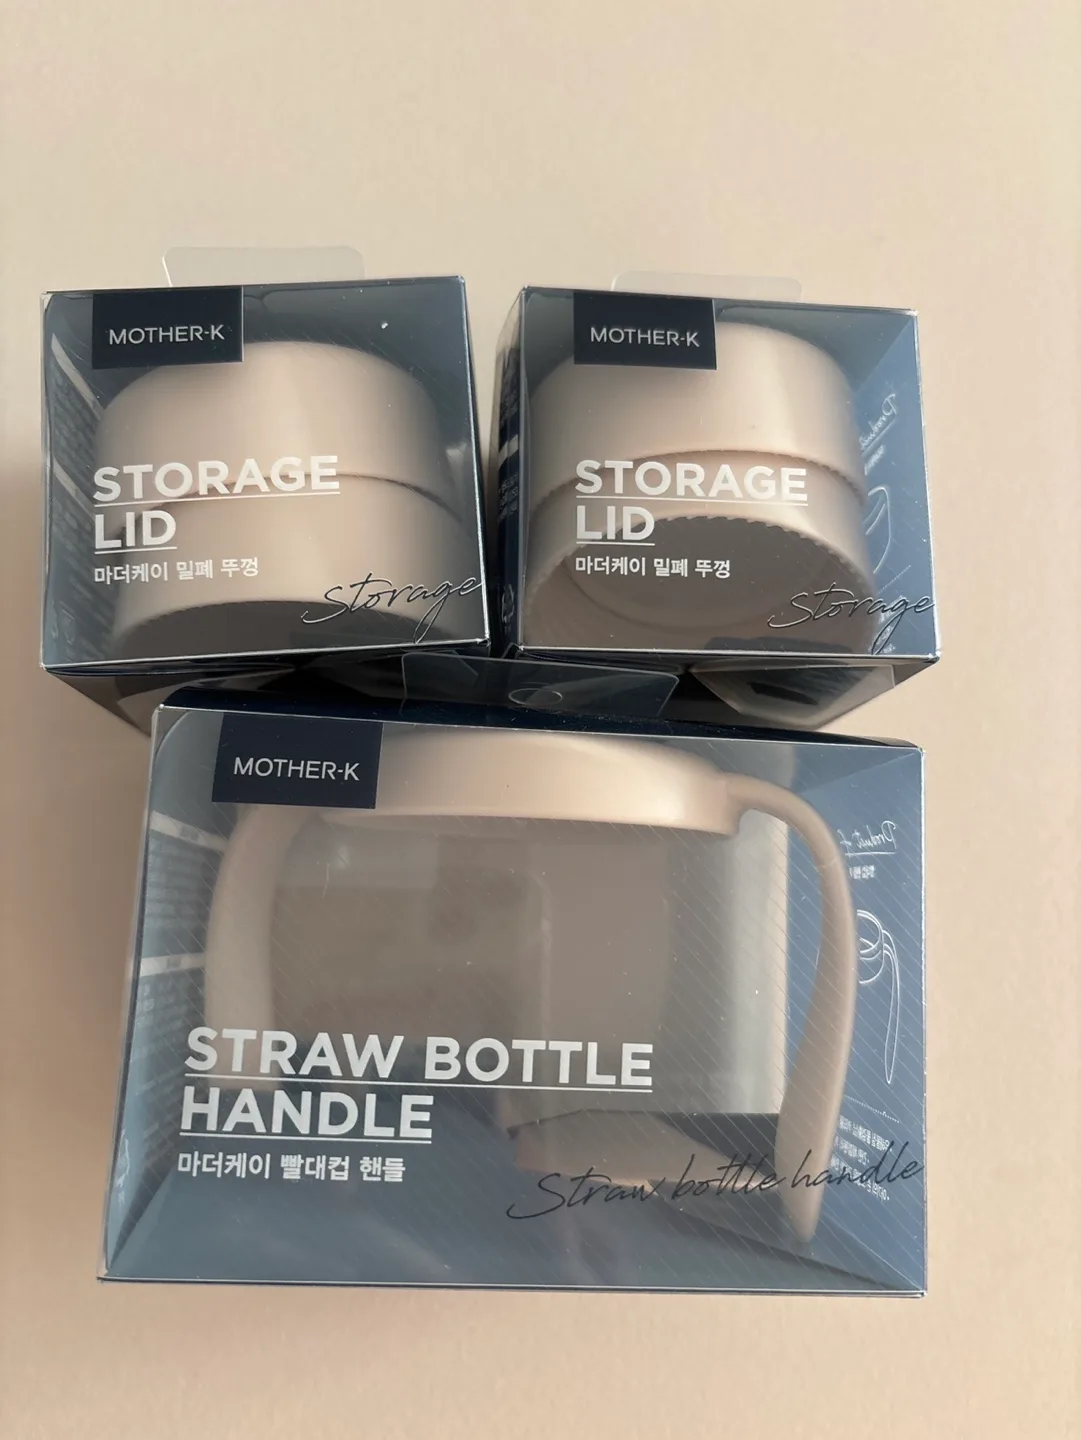 MOTHER-K
STORAGE
LID
마더케이 밀폐 뚜껑
Storage
MOTHER-K
STORAGE
LID
마더케이 밀폐 뚜껑
Storage
MOTHER-K
STRAW BOTTLE
HANDLE
마더케이 빨대컵 핸들
Straw bottle handle